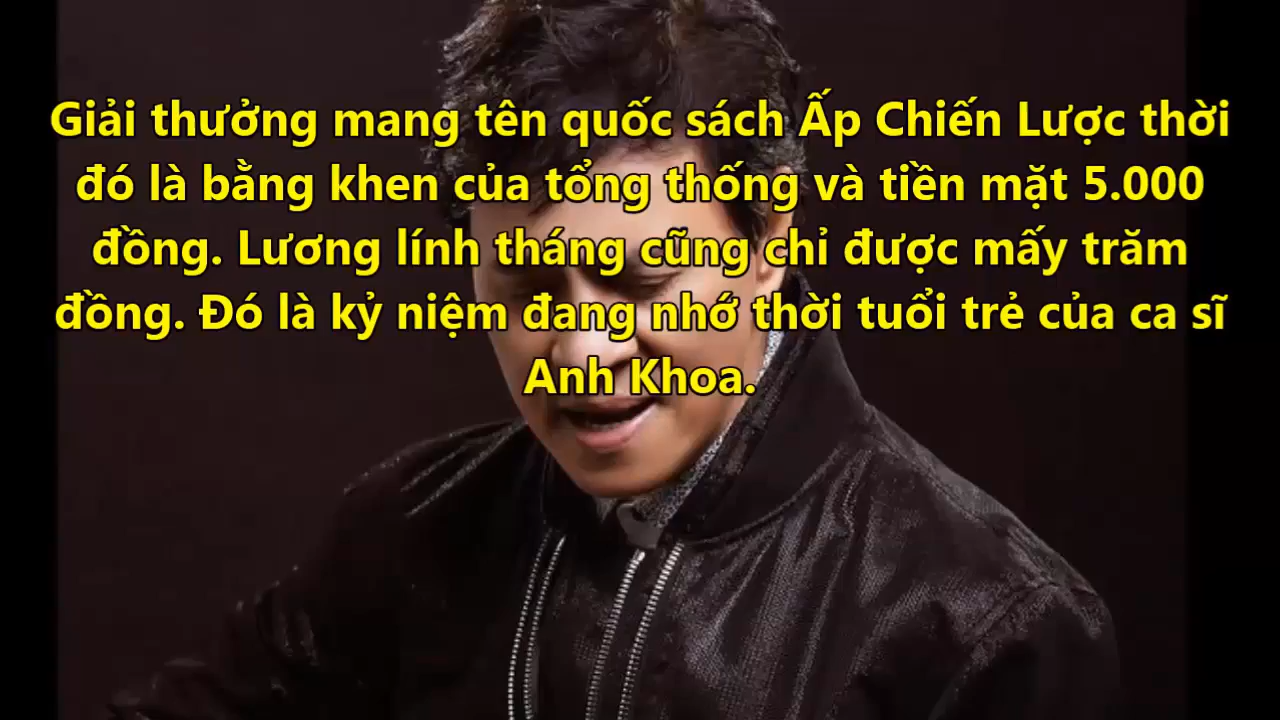 Giải thưởng mang tên quốc sách Ấp Chiến Lược thời
đó là bằng khen của tổng thống và tiền mặt 5.000
đồng. Lương lính tháng cũng chỉ được mấy trăm
đồng. Đó là kỷ niệm đang nhớ thời tuổi trẻ của ca sĩ
Anh Khoa.